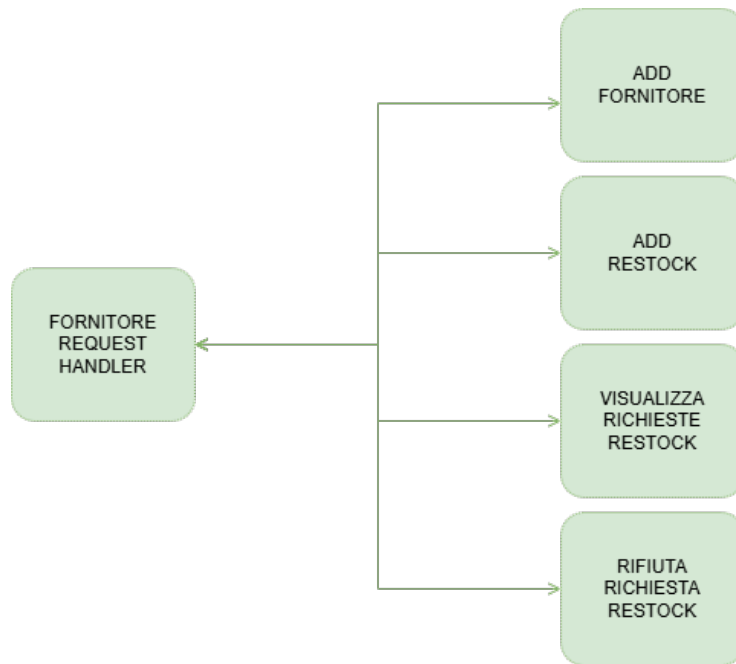 ADD
FORNITORE
ADD
RESTOCK
FORNITORE
REQUEST
HANDLER
VISUALIZZA
RICHIESTE
RESTOCK
RIFIUTA
RICHIESTA
RESTOCK